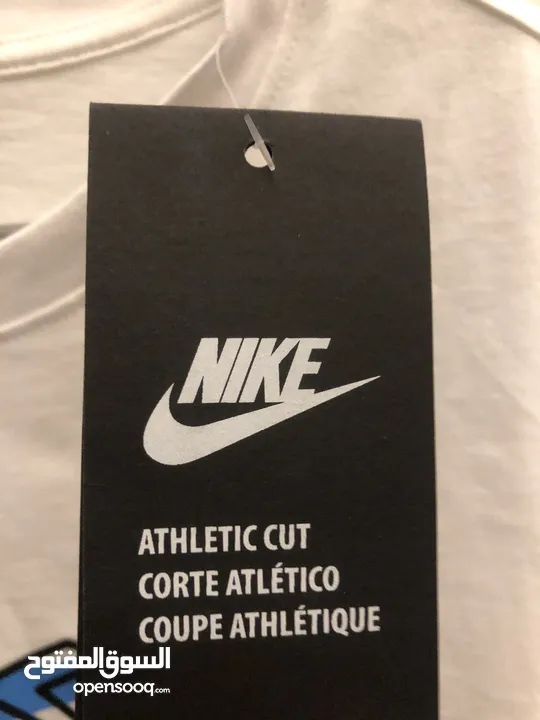 NIKE
ATHLETIC CUT
CORTE ATLÉTICO
COUPE ATHLÉTIQUE
السوق المفتوح
opensooq.com